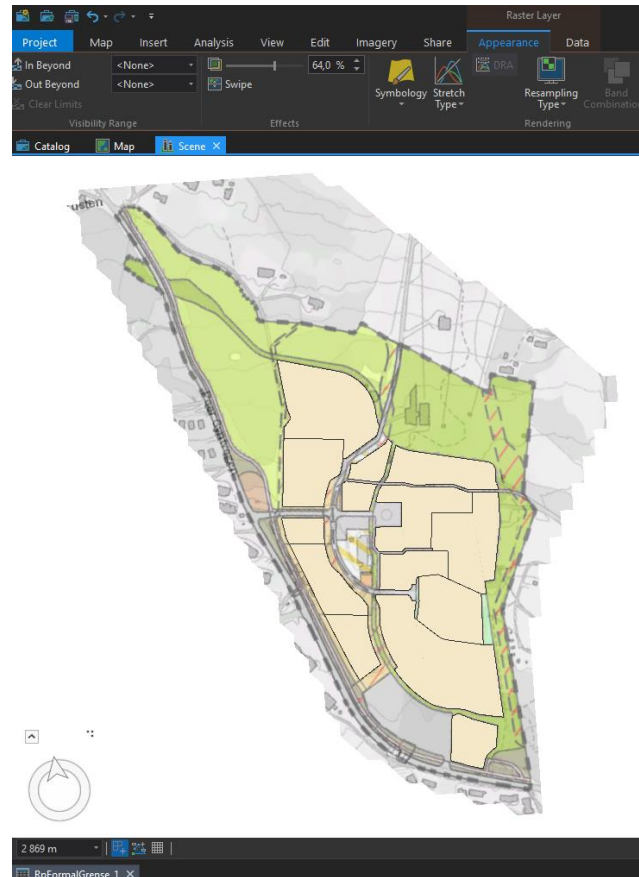 Raster Layer
Project Map Insert Analysis View Edit Imagery Share Appearance Data
In Beyond <None> 64,0 % DRA
Out Beyond <None> Swipe Symbology Stretch Type Resampling Type Band Combination
Clear Limits
Visibility Range Effects Rendering
Catalog Map Scene
usten
2 869 m
RpFormalGrense_1